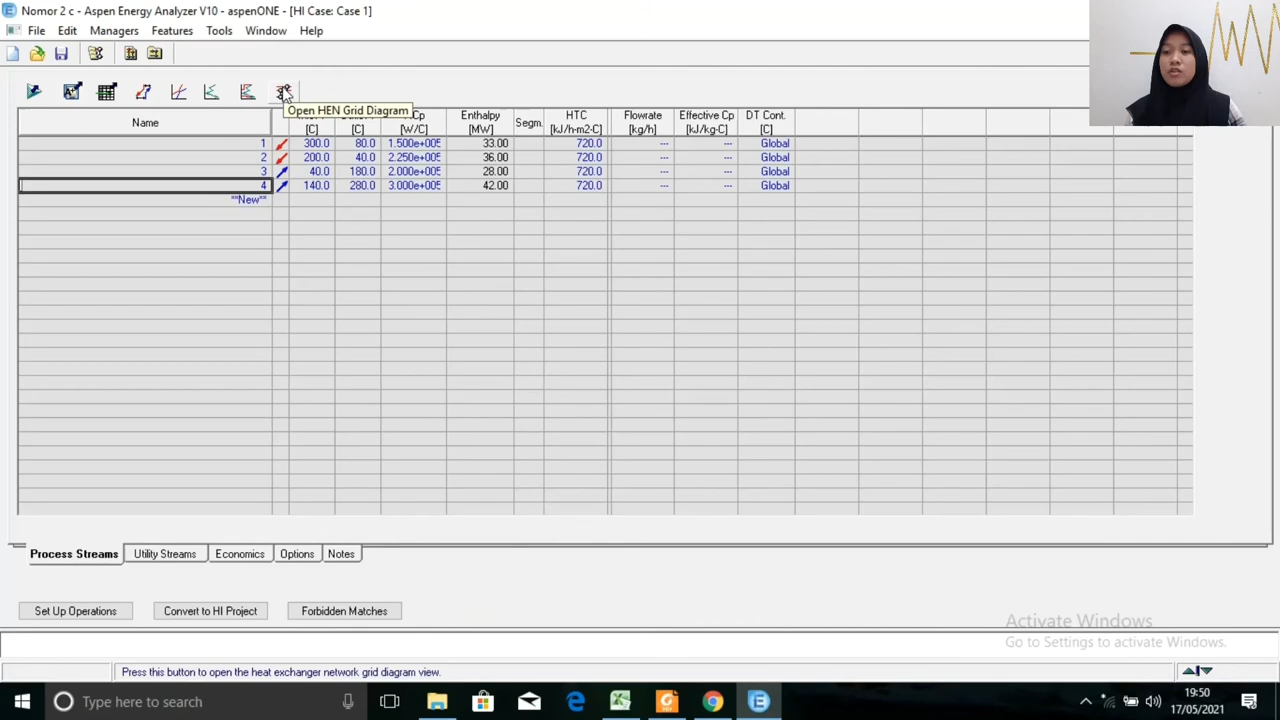 Nomor 2 c - Aspen Energy Analyzer V10 - aspenONE - [HI Case: Case 1]
File Edit Managers Features Tools Window Help
Open HEN Grid Diagram
Name Enthalpy Segm. HTC Flowrate Effective Cp DT Cont.
[C] [C] [W/C] [MW] [kJ/h-m2-C] [kg/h] [kJ/kg-C] [C]
1 300.0 80.0 1.500e+005 33.00 720.0 --- --- Global
2 200.0 40.0 2.250e+005 36.00 720.0 --- --- Global
3 40.0 180.0 2.000e+005 28.00 720.0 --- --- Global
4 140.0 280.0 3.000e+005 42.00 720.0 --- --- Global
**New**
Process Streams Utility Streams Economics Options Notes
Set Up Operations Convert to HI Project Forbidden Matches
Activate Windows
Go to Settings to activate Windows.
Press this button to open the heat exchanger network grid diagram view.
Type here to search
19:50
17/05/2021